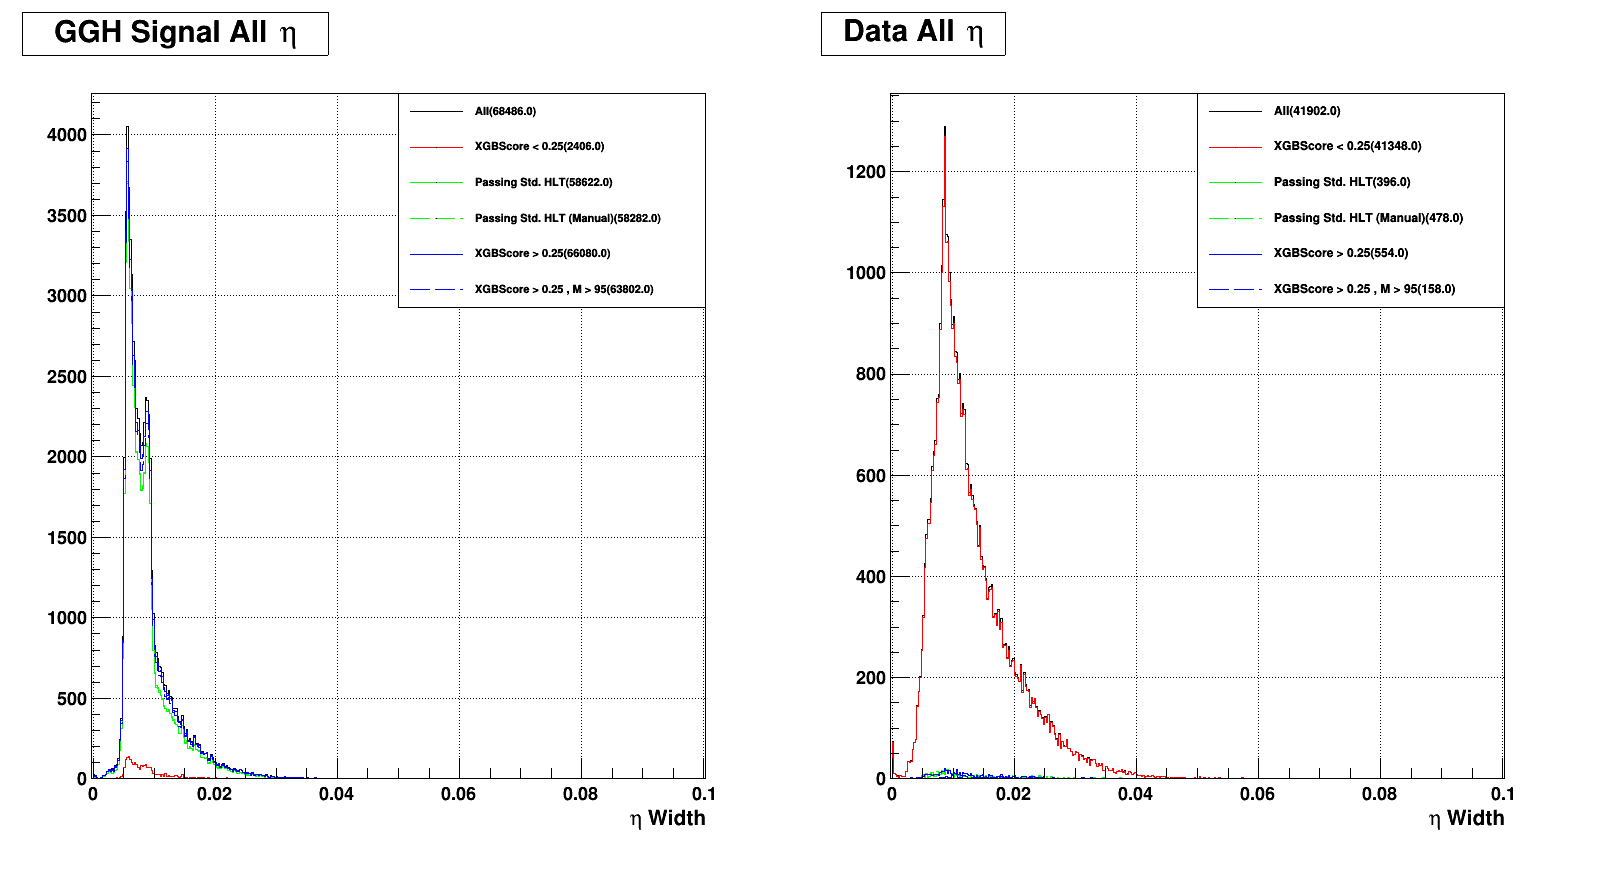 GGH Signal All η
All(68486.0)
XGBScore < 0.25(2406.0)
Passing Std. HLT(58622.0)
Passing Std. HLT (Manual)(58282.0)
XGBScore > 0.25(66080.0)
XGBScore > 0.25 , M > 95(63802.0)
4000
3500
3000
2500
2000
1500
1000
500
0
0 0.02 0.04 0.06 0.08 0.1
η Width
Data All η
All(41902.0)
XGBScore < 0.25(41348.0)
Passing Std. HLT(396.0)
Passing Std. HLT (Manual)(478.0)
XGBScore > 0.25(554.0)
XGBScore > 0.25 , M > 95(158.0)
1200
1000
800
600
400
200
0
0 0.02 0.04 0.06 0.08 0.1
η Width